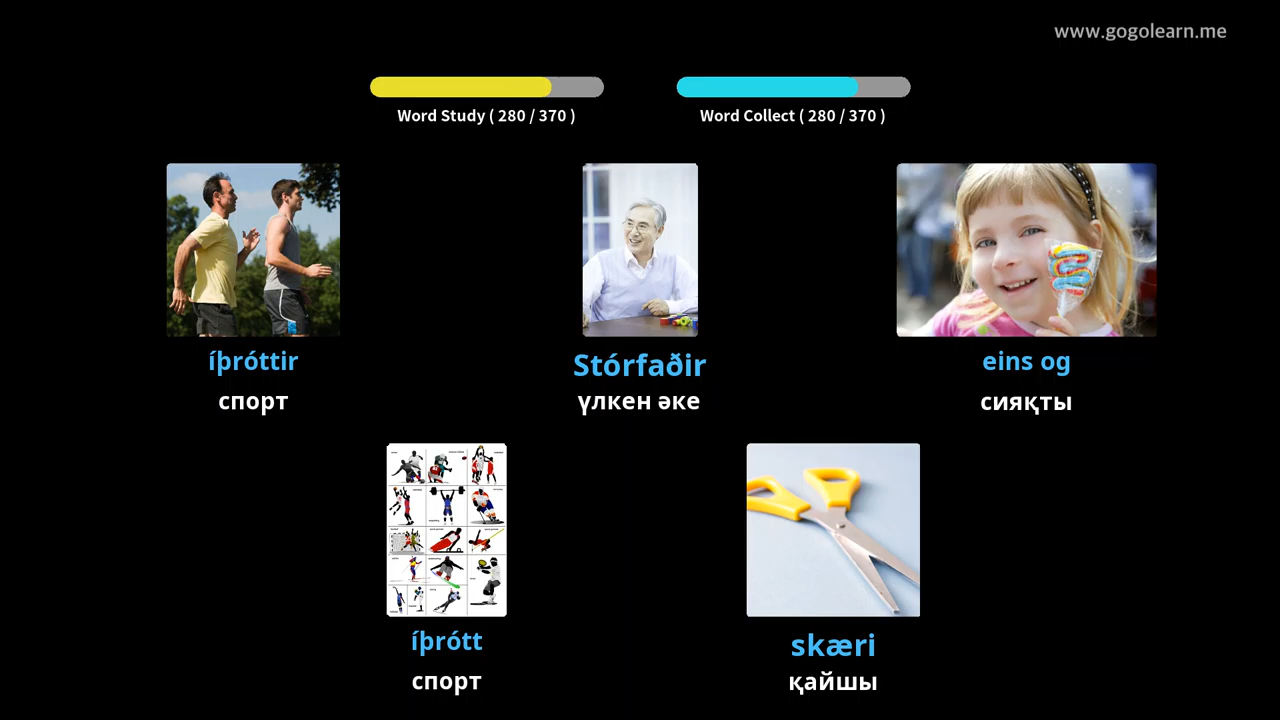 www.gogolearn.me
Word Study ( 280 / 370 )
Word Collect ( 280 / 370 )
íþróttir
спорт
Stórfaðir
үлкен әке
eins og
сияқты
íþrótt
спорт
skæri
қайшы